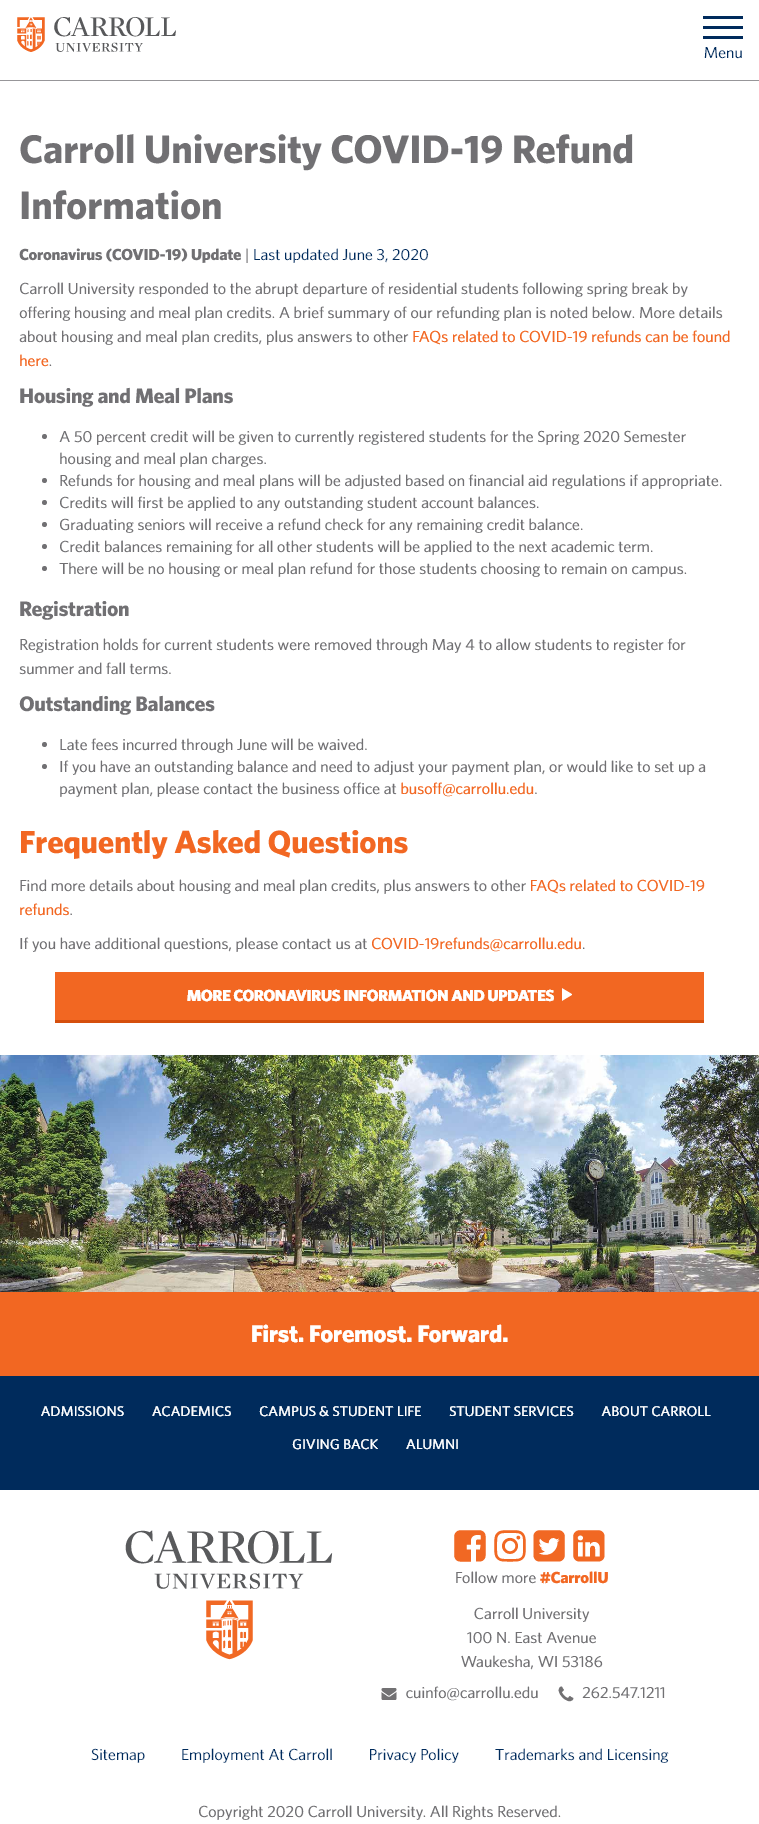 CARROLL
UNIVERSITY
Menu
Carroll University COVID-19 Refund
Information
Coronavirus (COVID-19) Update | Last updated June 3, 2020
Carroll University responded to the abrupt departure of residential students following spring break by
offering housing and meal plan credits. A brief summary of our refunding plan is noted below. More details
about housing and meal plan credits, plus answers to other FAQs related to COVID-19 refunds can be found
here.
Housing and Meal Plans
• A 50 percent credit will be given to currently registered students for the Spring 2020 Semester
housing and meal plan charges.
• Refunds for housing and meal plans will be adjusted based on financial aid regulations if appropriate.
• Credits will first be applied to any outstanding student account balances.
• Graduating seniors will receive a refund check for any remaining credit balance.
• Credit balances remaining for all other students will be applied to the next academic term.
• There will be no housing or meal plan refund for those students choosing to remain on campus.
Registration
Registration holds for current students were removed through May 4 to allow students to register for
summer and fall terms.
Outstanding Balances
• Late fees incurred through June will be waived.
• If you have an outstanding balance and need to adjust your payment plan, or would like to set up a
payment plan, please contact the business office at busoff@carrollu.edu.
Frequently Asked Questions
Find more details about housing and meal plan credits, plus answers to other FAQs related to COVID-19
refunds.
If you have additional questions, please contact us at COVID-19refunds@carrollu.edu.
MORE CORONAVIRUS INFORMATION AND UPDATES
First. Foremost. Forward.
ADMISSIONS ACADEMICS CAMPUS & STUDENT LIFE STUDENT SERVICES ABOUT CARROLL
GIVING BACK ALUMNI
CARROLL
UNIVERSITY
Follow more #CarrollU
Carroll University
100 N. East Avenue
Waukesha, WI 53186
cuinfo@carrollu.edu 262.547.1211
Sitemap Employment At Carroll Privacy Policy Trademarks and Licensing
Copyright 2020 Carroll University. All Rights Reserved.